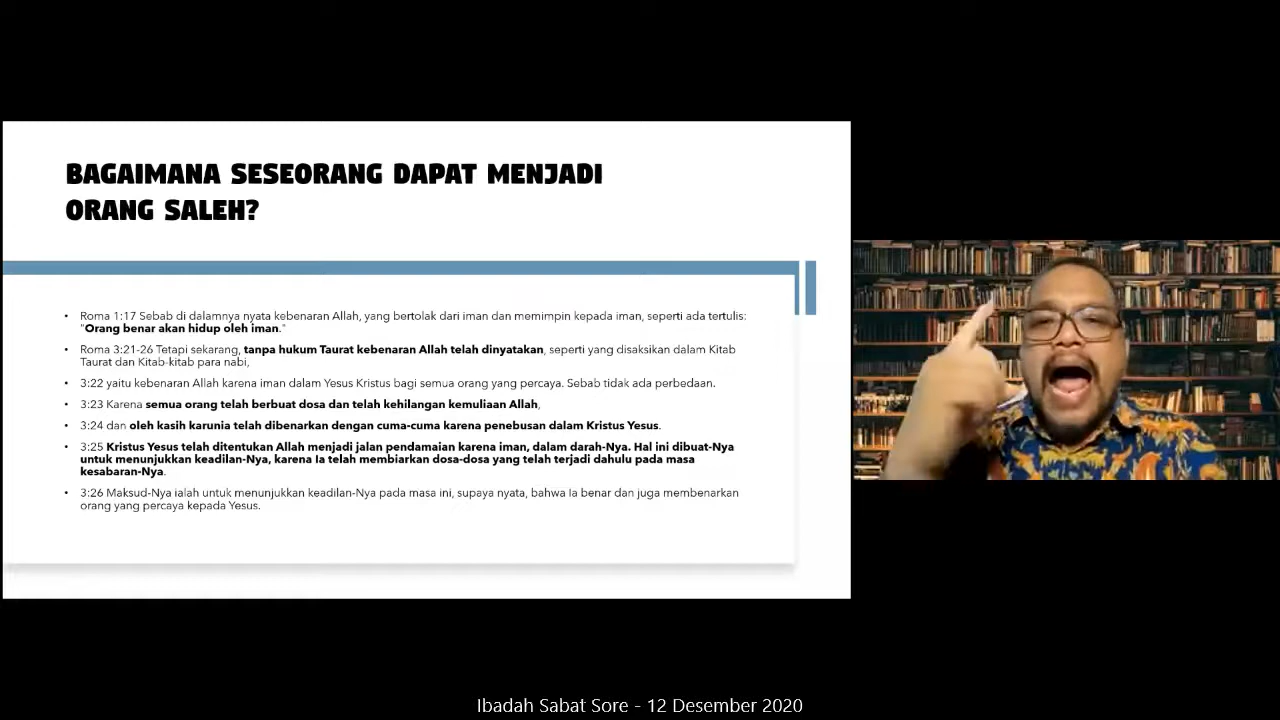 BAGAIMANA SESEORANG DAPAT MENJADI
ORANG SALEH?
• Roma 1:17 Sebab di dalamnya nyata kebenaran Allah, yang bertolak dari iman dan memimpin kepada iman, seperti ada tertulis:
"Orang benar akan hidup oleh iman."
• Roma 3:21-26 Tetapi sekarang, tanpa hukum Taurat kebenaran Allah telah dinyatakan, seperti yang disaksikan dalam Kitab
Taurat dan Kitab-kitab para nabi,
• 3:22 yaitu kebenaran Allah karena iman dalam Yesus Kristus bagi semua orang yang percaya. Sebab tidak ada perbedaan.
• 3:23 Karena semua orang telah berbuat dosa dan telah kehilangan kemuliaan Allah,
• 3:24 dan oleh kasih karunia telah dibenarkan dengan cuma-cuma karena penebusan dalam Kristus Yesus.
• 3:25 Kristus Yesus telah ditentukan Allah menjadi jalan pendamaian karena iman, dalam darah-Nya. Hal ini dibuat-Nya
untuk menunjukkan keadilan-Nya, karena Ia telah membiarkan dosa-dosa yang telah terjadi dahulu pada masa
kesabaran-Nya.
• 3:26 Maksud-Nya ialah untuk menunjukkan keadilan-Nya pada masa ini, supaya nyata, bahwa Ia benar dan juga membenarkan
orang yang percaya kepada Yesus.
Ibadah Sabat Sore - 12 Desember 2020